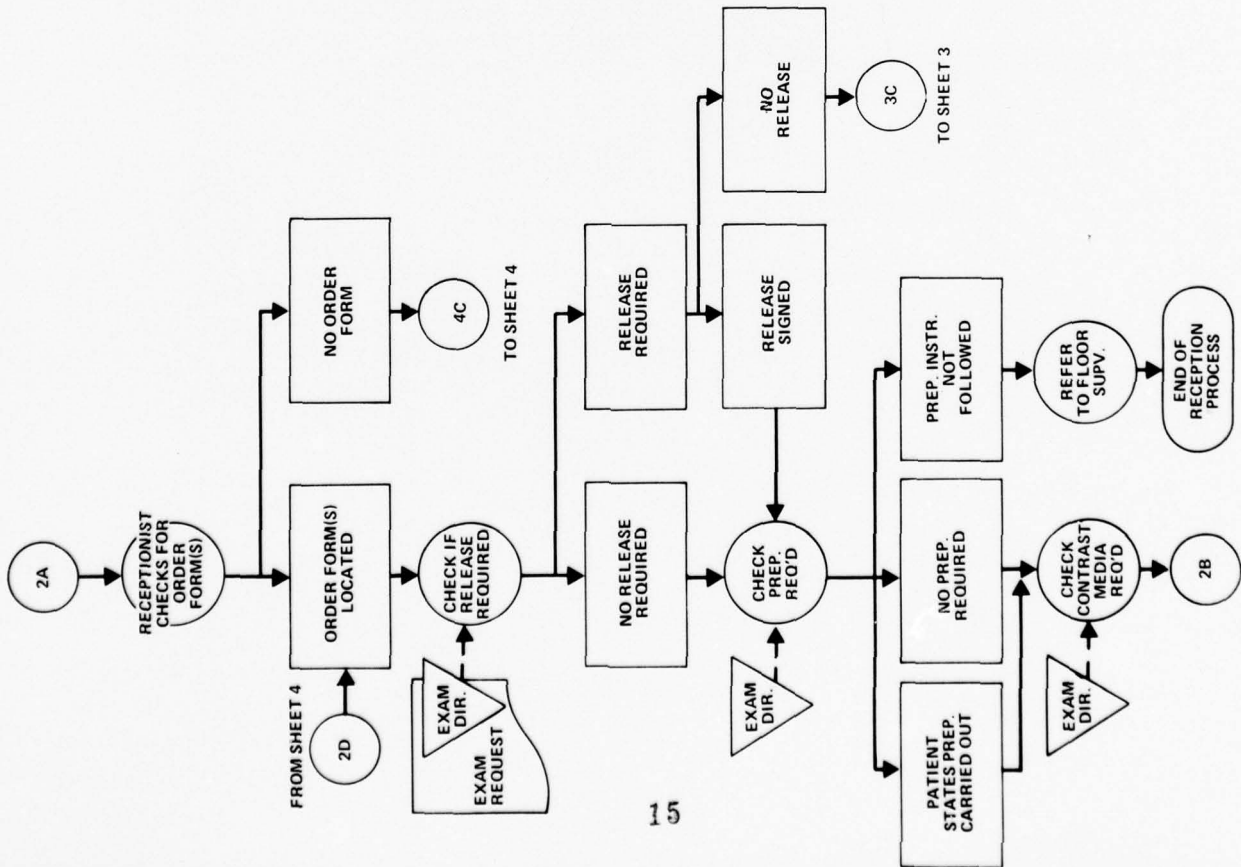 2A
RECEPTIONIST
CHECKS FOR
ORDER
FORM(S)
FROM SHEET 4
2D
ORDER FORM(S)
LOCATED
NO ORDER
FORM
4C
TO SHEET 4
EXAM
DIR.
EXAM
REQUEST
CHECK IF
RELEASE
REQUIRED
NO RELEASE
REQUIRED
RELEASE
REQUIRED
RELEASE
SIGNED
NO
RELEASE
3C
TO SHEET 3
EXAM
DIR.
CHECK
PREP.
REQ'D
PATIENT
STATES PREP.
CARRIED OUT
NO PREP.
REQUIRED
PREP. INSTR.
NOT
FOLLOWED
EXAM
DIR.
CHECK
CONTRAST
MEDIA
REQ'D
REFER
TO FLOOR
SUPV.
2B
END OF
RECEPTION
PROCESS
15